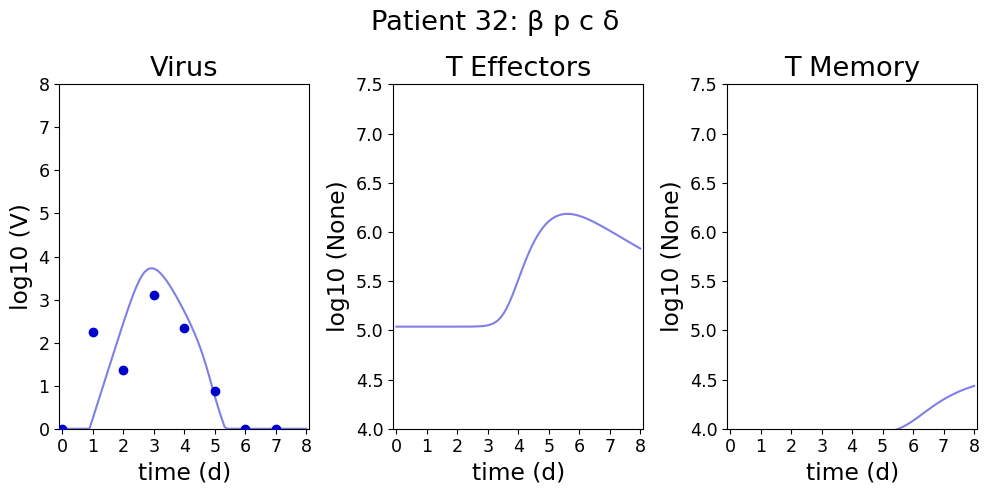 Patient 32: β p c δ
Virus
T Effectors
T Memory
log10 (V)
8
7
6
5
4
3
2
1
0
0 1 2 3 4 5 6 7 8
time (d)
log10 (None)
7.5
7.0
6.5
6.0
5.5
5.0
4.5
4.0
0 1 2 3 4 5 6 7 8
time (d)
log10 (None)
7.5
7.0
6.5
6.0
5.5
5.0
4.5
4.0
0 1 2 3 4 5 6 7 8
time (d)